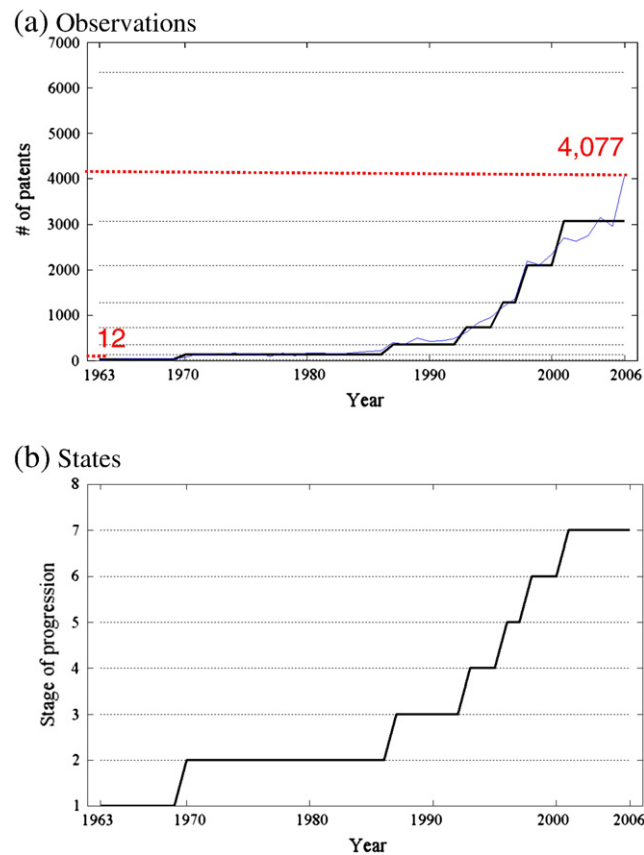 (a) Observations
7000
6000
5000
4000
3000
2000
1000
0
# of patents
4,077
12
1963 1970 1980 1990 2000 2006
Year
(b) States
8
7
6
5
4
3
2
1
Stage of progression
1963 1970 1980 1990 2000 2006
Year